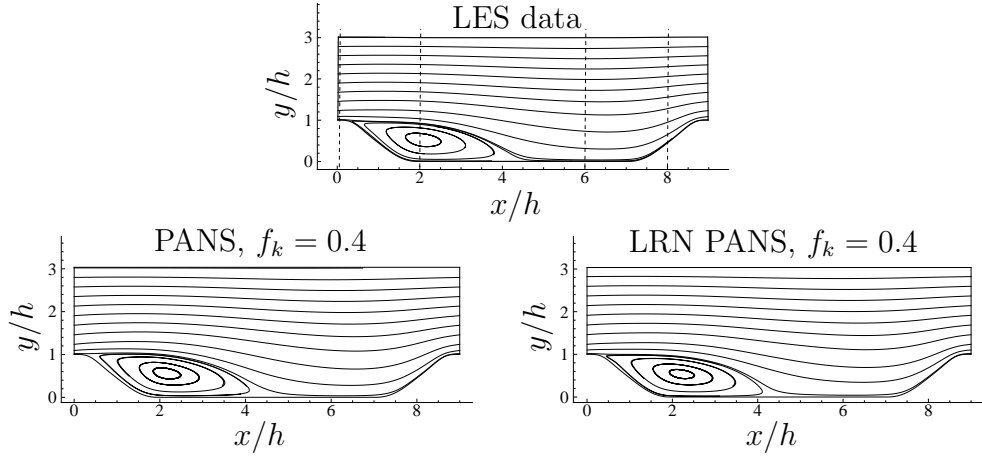 LES data
3
2
1
0
y/h
0 2 4 6 8
x/h
PANS, f_k = 0.4
3
2
1
0
y/h
0 2 4 6 8
x/h
LRN PANS, f_k = 0.4
3
2
1
0
y/h
0 2 4 6 8
x/h